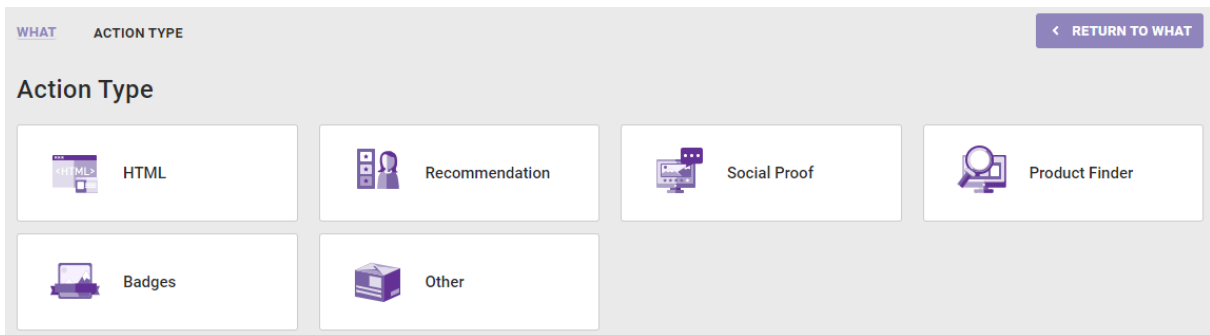 WHAT ACTION TYPE < RETURN TO WHAT
Action Type
<HTML> HTML Recommendation Social Proof Product Finder
Badges Other